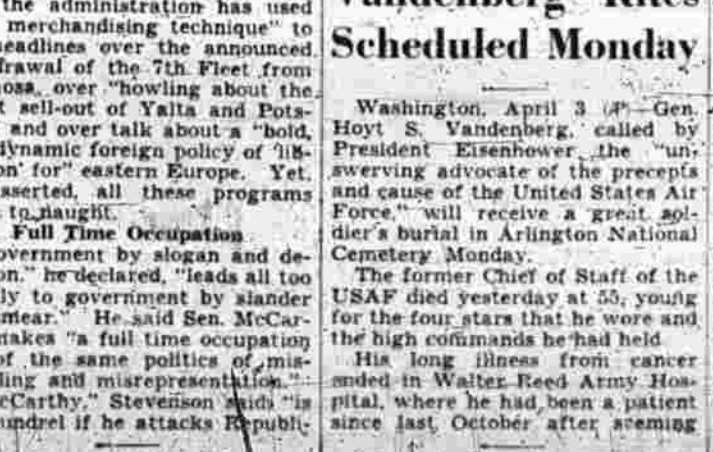 the administration has used
merchandising technique" to
headlines over the announced
drawal of the 7th Fleet from
mosa, over "howling about the
t sell-out of Yalta and Pots-
and over talk about a "bold,
dynamic foreign policy of 'lib-
on' for" eastern Europe. Yet,
asserted, all these programs
to naught.
Full Time Occupation
overnment by slogan and de-
on," he declared, "leads all too
ly to government by slander
smear." He said Sen. McCar-
makes "a full time occupation
of the same politics of mis-
ling and misrepresentation."
cCarthy," Stevenson said, "is
undrel if he attacks Republi-
Vandenberg Rites
Scheduled Monday
Washington, April 3 (P)—Gen.
Hoyt S. Vandenberg, called by
President Eisenhower the "un-
swerving advocate of the precepts
and cause of the United States Air
Force," will receive a great sol-
dier's burial in Arlington National
Cemetery Monday.
The former Chief of Staff of the
USAF died yesterday at 55, young
for the four stars that he wore and
the high commands he had held
His long illness from cancer
ended in Walter Reed Army Hos-
pital, where he had been a patient
since last October after seeming